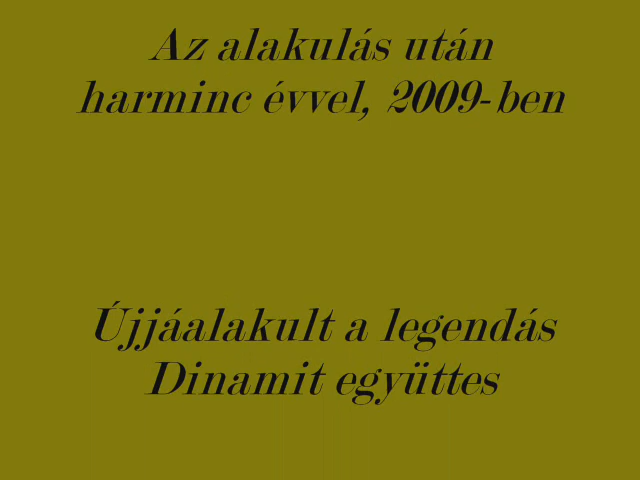 Az alakulás után
harminc évvel, 2009-ben
Újjáalakult a legendás
Dinamit együttes